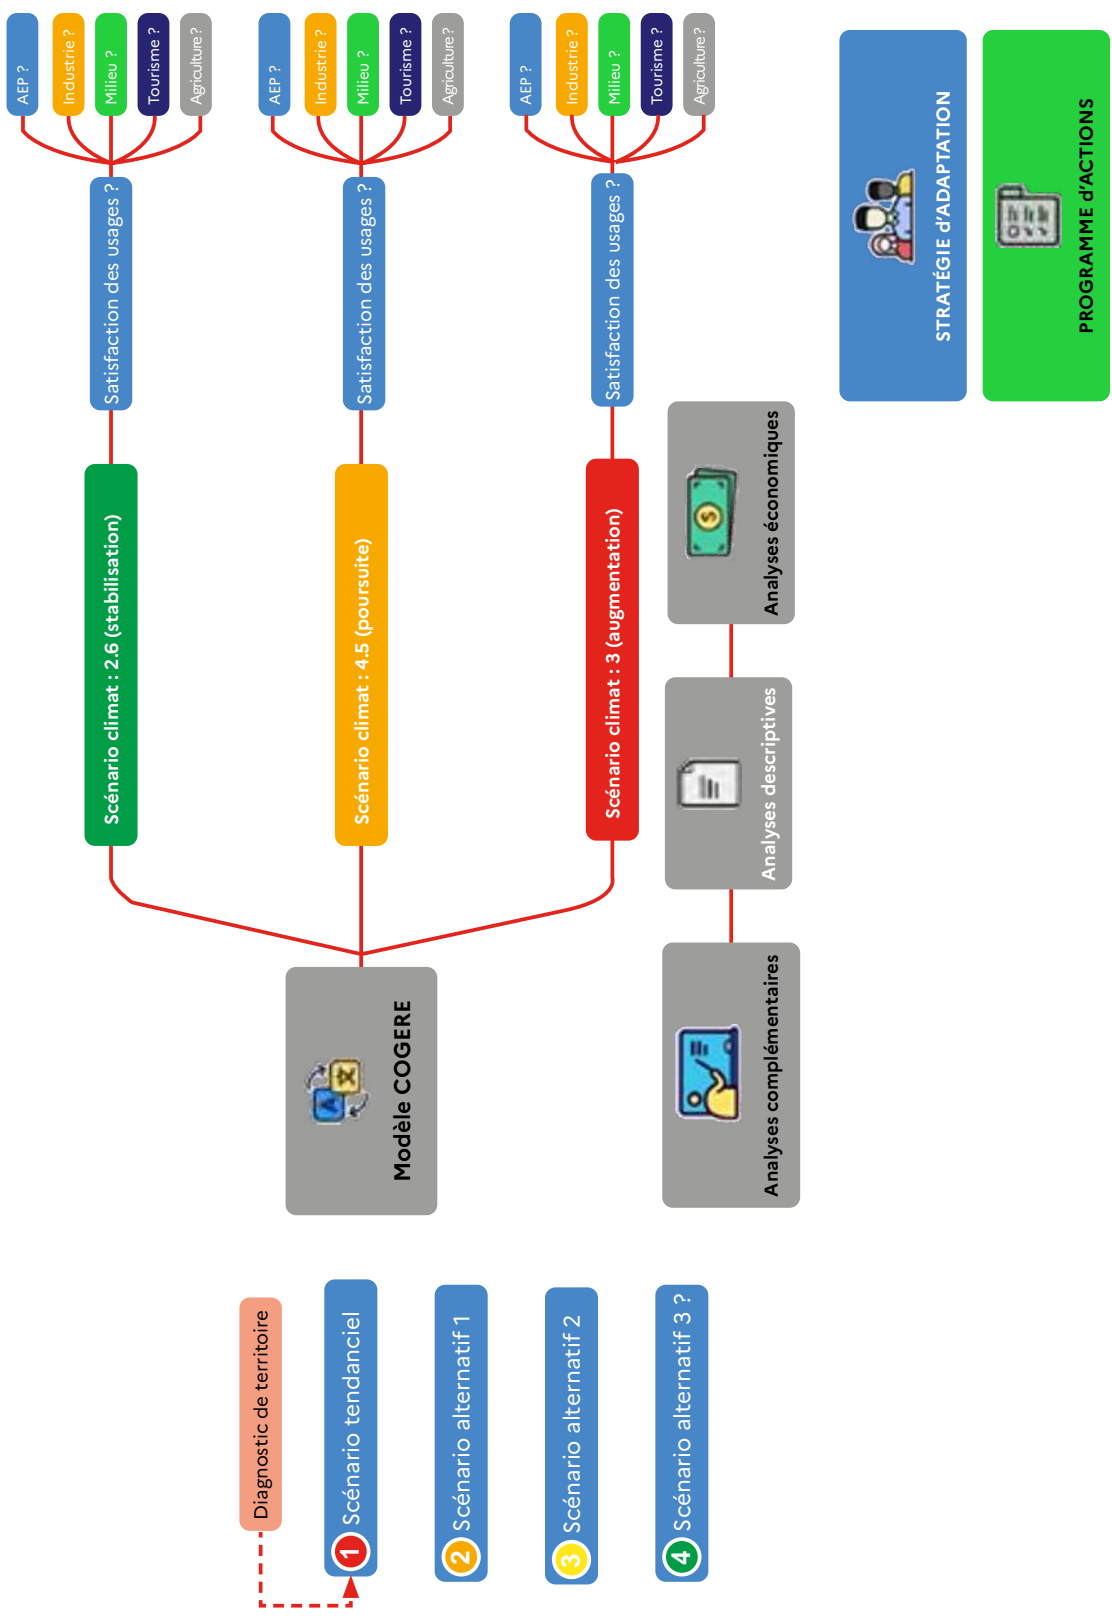 Diagnostic de territoire
1 Scénario tendanciel
2 Scénario alternatif 1
3 Scénario alternatif 2
4 Scénario alternatif 3 ?
Modèle COGERE
Scénario climat : 2.6 (stabilisation)
Satisfaction des usages ?
AEP ?
Industrie ?
Milieu ?
Tourisme ?
Agriculture ?
Scénario climat : 4.5 (poursuite)
Satisfaction des usages ?
AEP ?
Industrie ?
Milieu ?
Tourisme ?
Agriculture ?
Scénario climat : 3 (augmentation)
Satisfaction des usages ?
AEP ?
Industrie ?
Milieu ?
Tourisme ?
Agriculture ?
Analyses complémentaires
Analyses descriptives
Analyses économiques
STRATÉGIE d'ADAPTATION
PROGRAMME d'ACTIONS